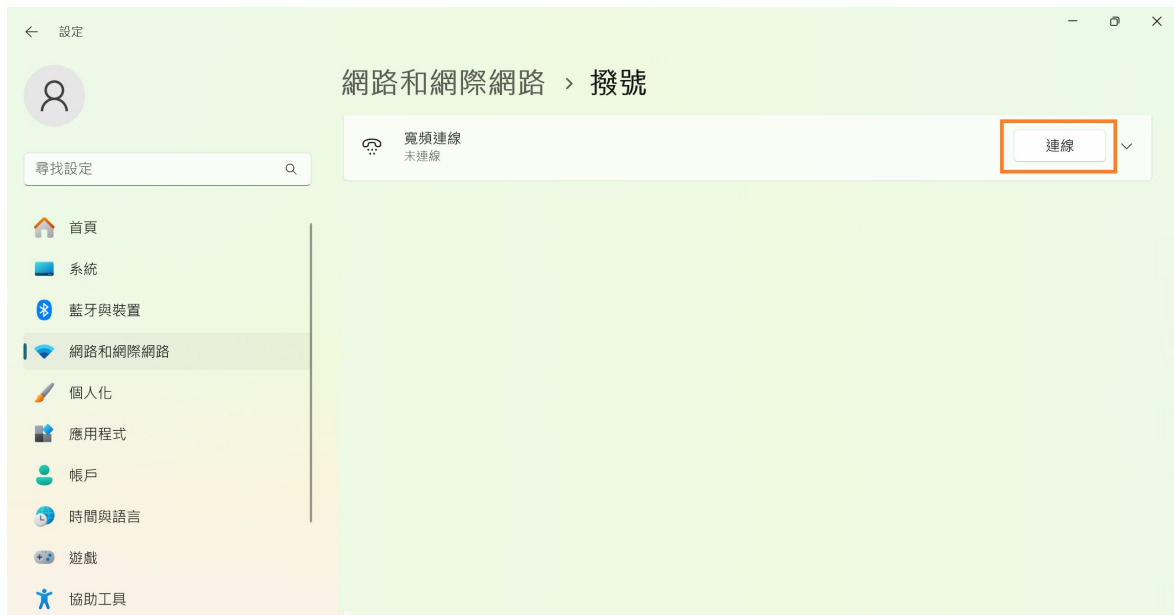 設定
網路和網際網路 › 撥號
寬頻連線
未連線
連線
尋找設定
首頁
系統
藍牙與裝置
網路和網際網路
個人化
應用程式
帳戶
時間與語言
遊戲
協助工具